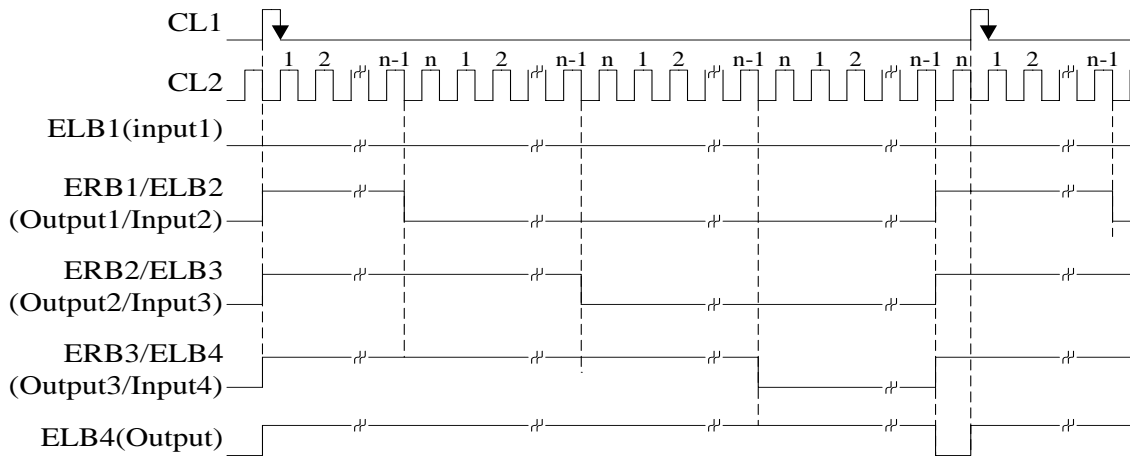 CL1
1 2 n-1 n 1 2 n-1 n 1 2 n-1 n 1 2 n-1 n 1 2 n-1
CL2
ELB1(input1)
ERB1/ELB2
(Output1/Input2)
ERB2/ELB3
(Output2/Input3)
ERB3/ELB4
(Output3/Input4)
ELB4(Output)